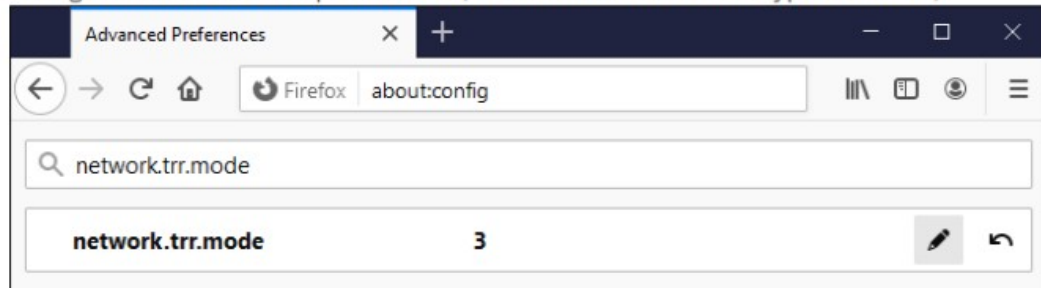 Advanced Preferences
Firefox about:config
network.trr.mode
network.trr.mode 3